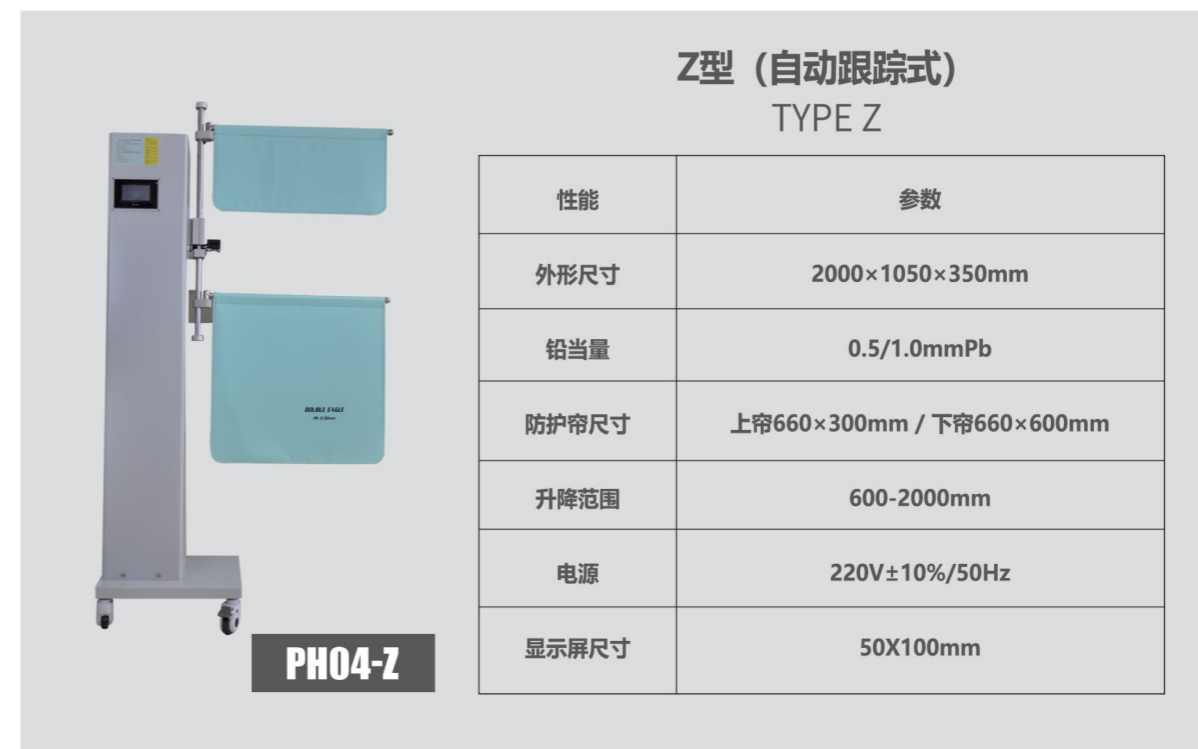 Z型（自动跟踪式）
TYPE Z
性能 参数
外形尺寸 2000×1050×350mm
铅当量 0.5/1.0mmPb
防护帘尺寸 上帘660×300mm / 下帘660×600mm
升降范围 600-2000mm
电源 220V±10%/50Hz
显示屏尺寸 50X100mm
DOUBLE EAGLE
PH04-Z